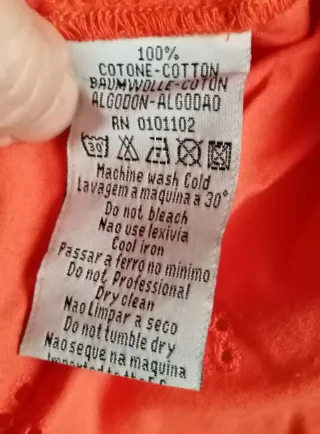 100%
COTONE-COTTON
BAUMWOLLE-COTON
ALGODON-ALGODAO
RN 0101102
30°
Machine wash Cold
Lavagem a maquina a 30°
Do not bleach
Nao use lexivia
Cool iron
Passar a ferro no minimo
Do not Professional
Dry clean
Nao Limpar a seco
Do not tumble dry
Nao seque na maquina